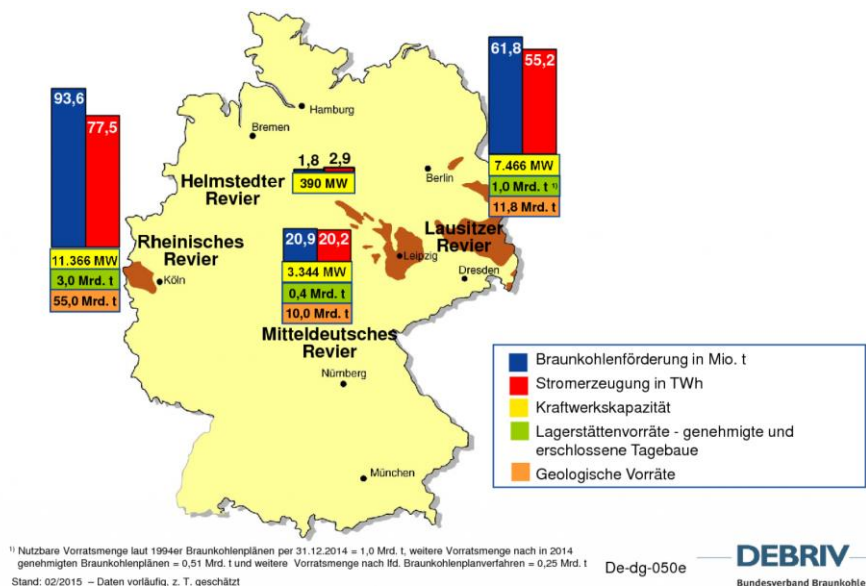 61,8
55,2
93,6
77,5
Hamburg
Bremen
1,8 2,9
Berlin
7.466 MW
1,0 Mrd. t ¹⁾
11,8 Mrd. t
Helmstedter
Revier
390 MW
Lausitzer
Revier
Rheinisches
Revier
20,9 20,2
Leipzig
11.366 MW
3,0 Mrd. t
55,0 Mrd. t
Köln
3.344 MW
0,4 Mrd. t
10,0 Mrd. t
Dresden
Mitteldeutsches
Revier
Nürnberg
München
Braunkohlenförderung in Mio. t
Stromerzeugung in TWh
Kraftwerkskapazität
Lagerstättenvorräte - genehmigte und
erschlossene Tagebaue
Geologische Vorräte
¹⁾ Nutzbare Vorratsmenge laut 1994er Braunkohlenplänen per 31.12.2014 = 1,0 Mrd. t, weitere Vorratsmenge nach in 2014
genehmigten Braunkohlenplänen = 0,51 Mrd. t und weitere Vorratsmenge nach lfd. Braunkohlenplanverfahren = 0,25 Mrd. t
Stand: 02/2015 – Daten vorläufig, z. T. geschätzt
De-dg-050e
DEBRIV
Bundesverband Braunkohle